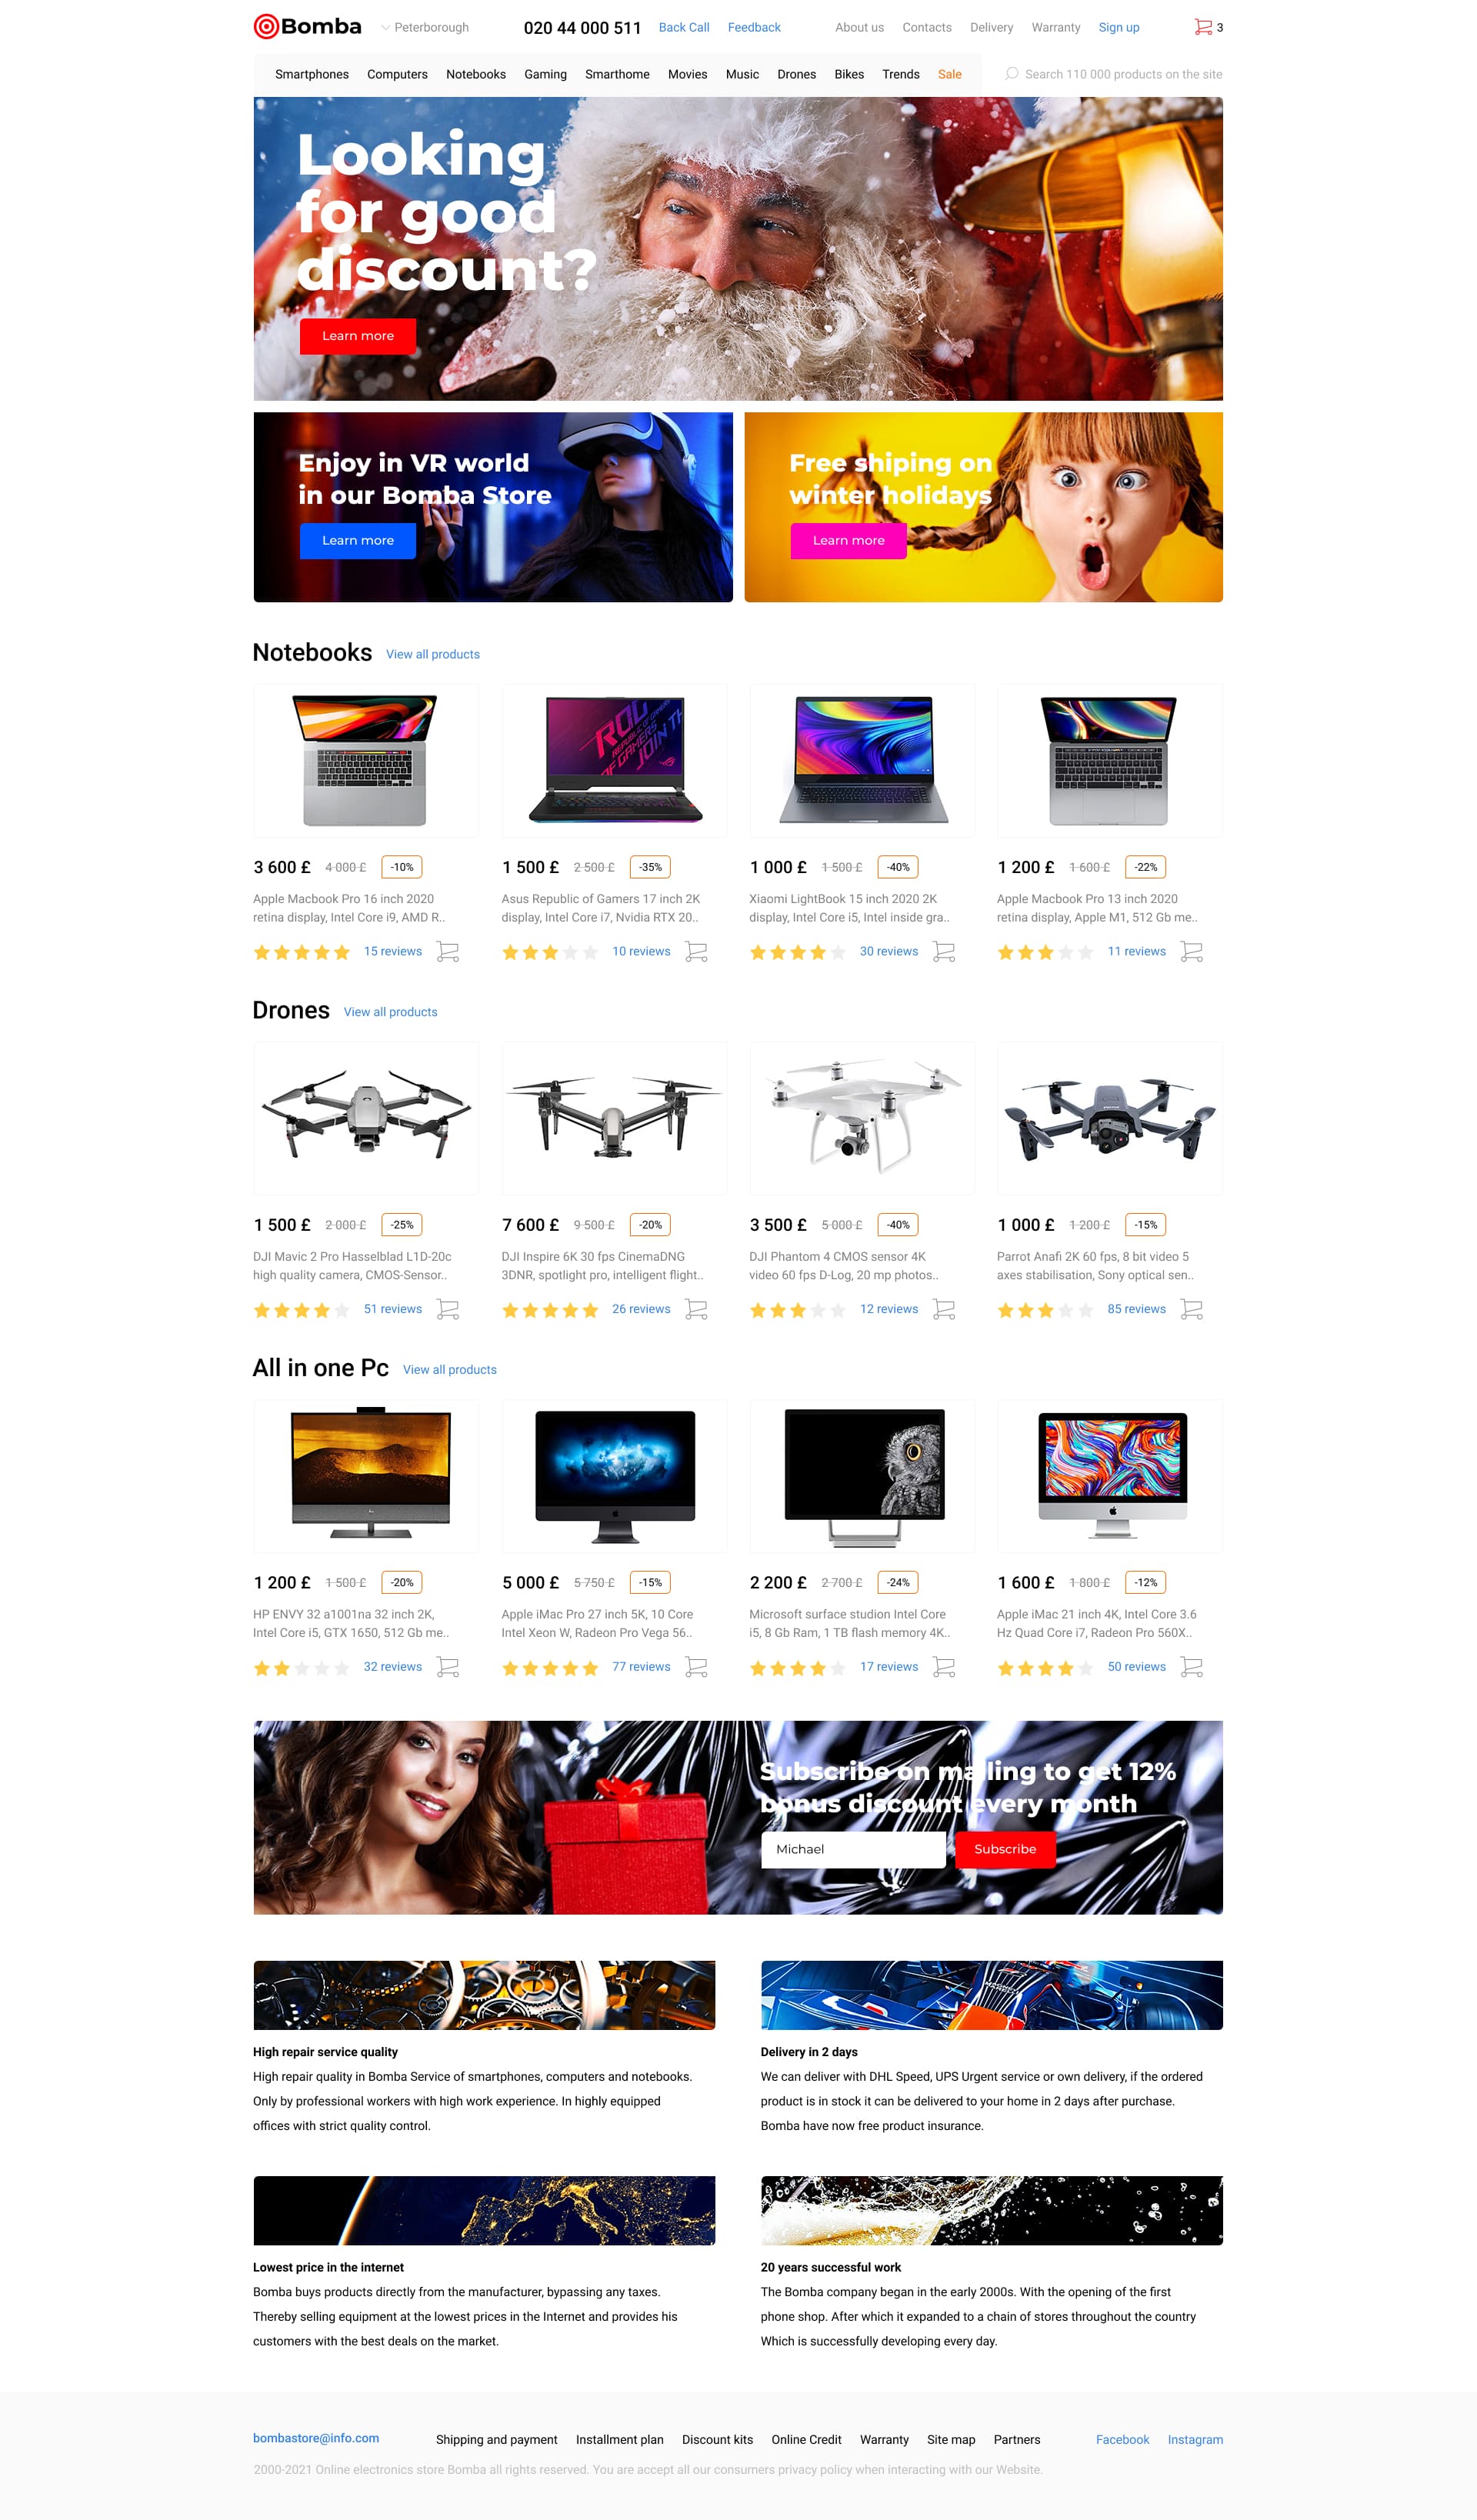 Bomba
Peterborough
020 44 000 511
Back Call
Feedback
About us
Contacts
Delivery
Warranty
Sign up
3
Smartphones
Computers
Notebooks
Gaming
Smarthome
Movies
Music
Drones
Bikes
Trends
Sale
Search 110 000 products on the site
Looking
for good
discount?
Learn more
Enjoy in VR world
in our Bomba Store
Learn more
Free shiping on
winter holidays
Learn more
Notebooks
View all products
ROG
REPUBLIC OF GAMERS
OF GAMERS
JOIN TH
3 600 £
4 000 £
-10%
Apple Macbook Pro 16 inch 2020
retina display, Intel Core i9, AMD R..
15 reviews
1 500 £
2 500 £
-35%
Asus Republic of Gamers 17 inch 2K
display, Intel Core i7, Nvidia RTX 20..
10 reviews
1 000 £
1 500 £
-40%
Xiaomi LightBook 15 inch 2020 2K
display, Intel Core i5, Intel inside gra..
30 reviews
1 200 £
1 600 £
-22%
Apple Macbook Pro 13 inch 2020
retina display, Apple M1, 512 Gb me..
11 reviews
Drones
View all products
1 500 £
2 000 £
-25%
DJI Mavic 2 Pro Hasselblad L1D-20c
high quality camera, CMOS-Sensor..
51 reviews
7 600 £
9 500 £
-20%
DJI Inspire 6K 30 fps CinemaDNG
3DNR, spotlight pro, intelligent flight..
26 reviews
3 500 £
5 000 £
-40%
DJI Phantom 4 CMOS sensor 4K
video 60 fps D-Log, 20 mp photos..
12 reviews
1 000 £
1 200 £
-15%
Parrot Anafi 2K 60 fps, 8 bit video 5
axes stabilisation, Sony optical sen..
85 reviews
All in one Pc
View all products
1 200 £
1 500 £
-20%
HP ENVY 32 a1001na 32 inch 2K,
Intel Core i5, GTX 1650, 512 Gb me..
32 reviews
5 000 £
5 750 £
-15%
Apple iMac Pro 27 inch 5K, 10 Core
Intel Xeon W, Radeon Pro Vega 56..
77 reviews
2 200 £
2 700 £
-24%
Microsoft surface studion Intel Core
i5, 8 Gb Ram, 1 TB flash memory 4K..
17 reviews
1 600 £
1 800 £
-12%
Apple iMac 21 inch 4K, Intel Core 3.6
Hz Quad Core i7, Radeon Pro 560X..
50 reviews
Subscribe on mailing to get 12%
bonus discount every month
Michael
Subscribe
High repair service quality
High repair quality in Bomba Service of smartphones, computers and notebooks.
Only by professional workers with high work experience. In highly equipped
offices with strict quality control.
Delivery in 2 days
We can deliver with DHL Speed, UPS Urgent service or own delivery, if the ordered
product is in stock it can be delivered to your home in 2 days after purchase.
Bomba have now free product insurance.
Lowest price in the internet
Bomba buys products directly from the manufacturer, bypassing any taxes.
Thereby selling equipment at the lowest prices in the Internet and provides his
customers with the best deals on the market.
20 years successful work
The Bomba company began in the early 2000s. With the opening of the first
phone shop. After which it expanded to a chain of stores throughout the country
Which is successfully developing every day.
bombastore@info.com
Shipping and payment
Installment plan
Discount kits
Online Credit
Warranty
Site map
Partners
Facebook
Instagram
2000-2021 Online electronics store Bomba all rights reserved. You are accept all our consumers privacy policy when interacting with our Website.